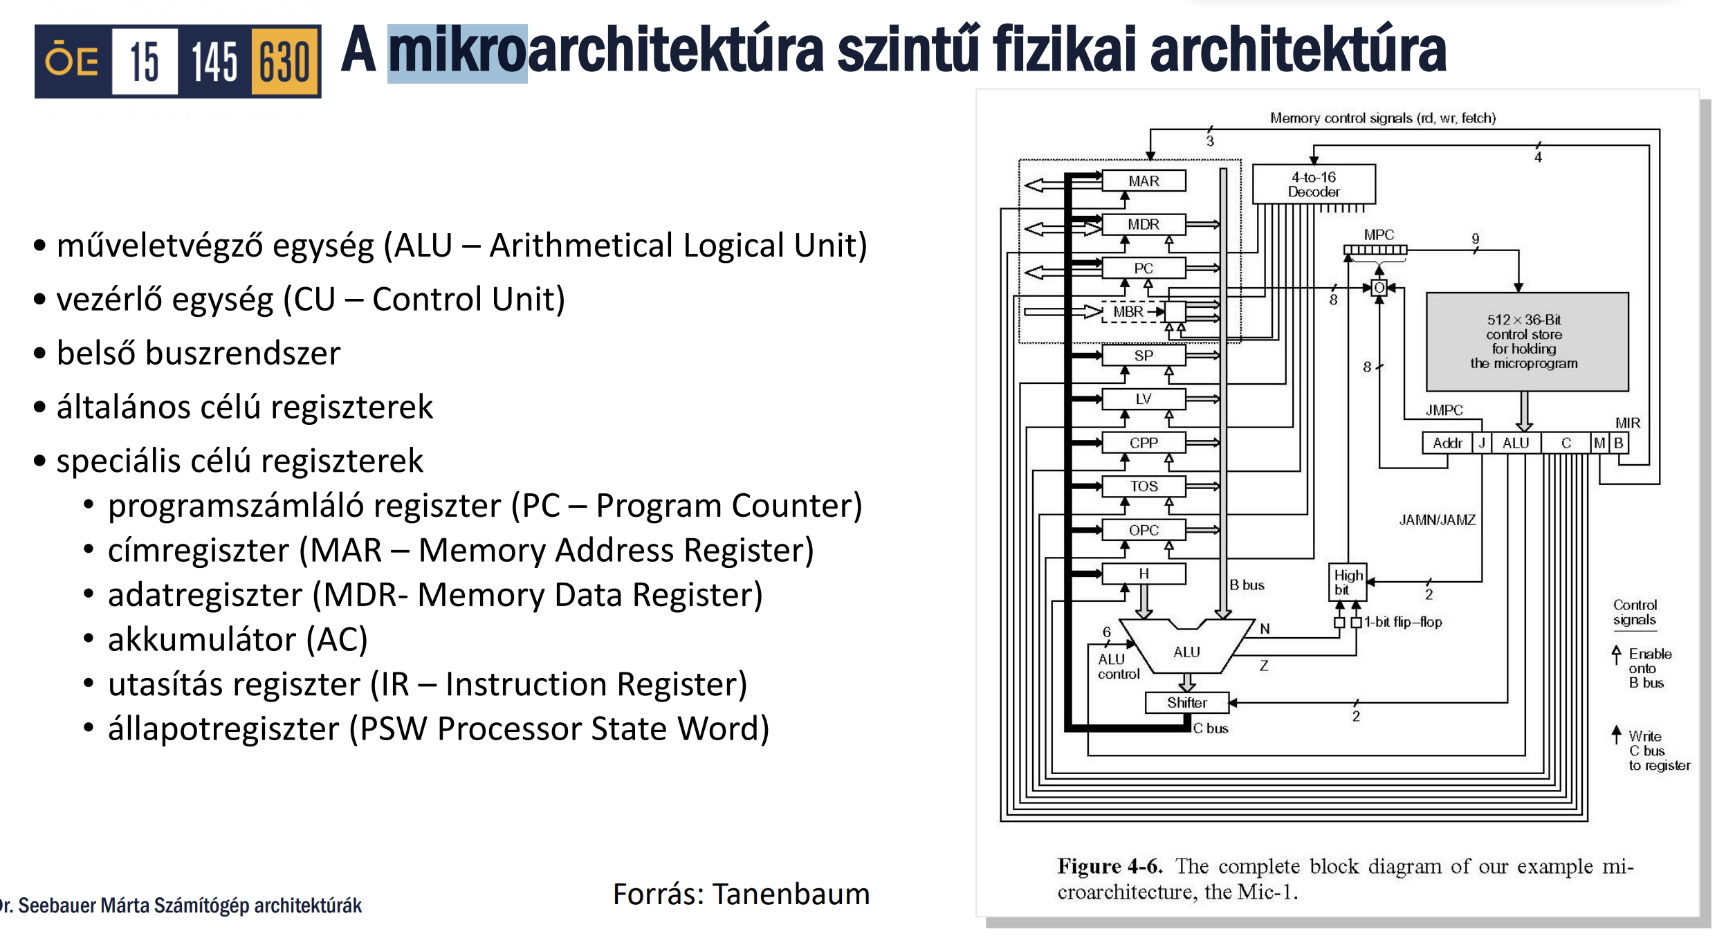 ŌE 15 145 630
A mikroarchitektúra szintű fizikai architektúra
• műveletvégző egység (ALU – Arithmetical Logical Unit)
• vezérlő egység (CU – Control Unit)
• belső buszrendszer
• általános célú regiszterek
• speciális célú regiszterek
• programszámláló regiszter (PC – Program Counter)
• címregiszter (MAR – Memory Address Register)
• adatregiszter (MDR- Memory Data Register)
• akkumulátor (AC)
• utasítás regiszter (IR – Instruction Register)
• állapotregiszter (PSW Processor State Word)
Forrás: Tanenbaum
Dr. Seebauer Márta Számítógép architektúrák
Memory control signals (rd, wr, fetch)
3
4
MAR
MDR
PC
MBR
SP
LV
CPP
TOS
OPC
H
4-to-16
Decoder
MPC
9
8
O
512 × 36-Bit
control store
for holding
the microprogram
8
JMPC
MIR
Addr J ALU C M B
JAMN/JAMZ
B bus
High
bit
2
1-bit flip–flop
6
N
ALU
control
ALU
Z
Shifter
2
C bus
Control
signals
Enable
onto
B bus
Write
C bus
to register
Figure 4-6. The complete block diagram of our example mi-
croarchitecture, the Mic-1.